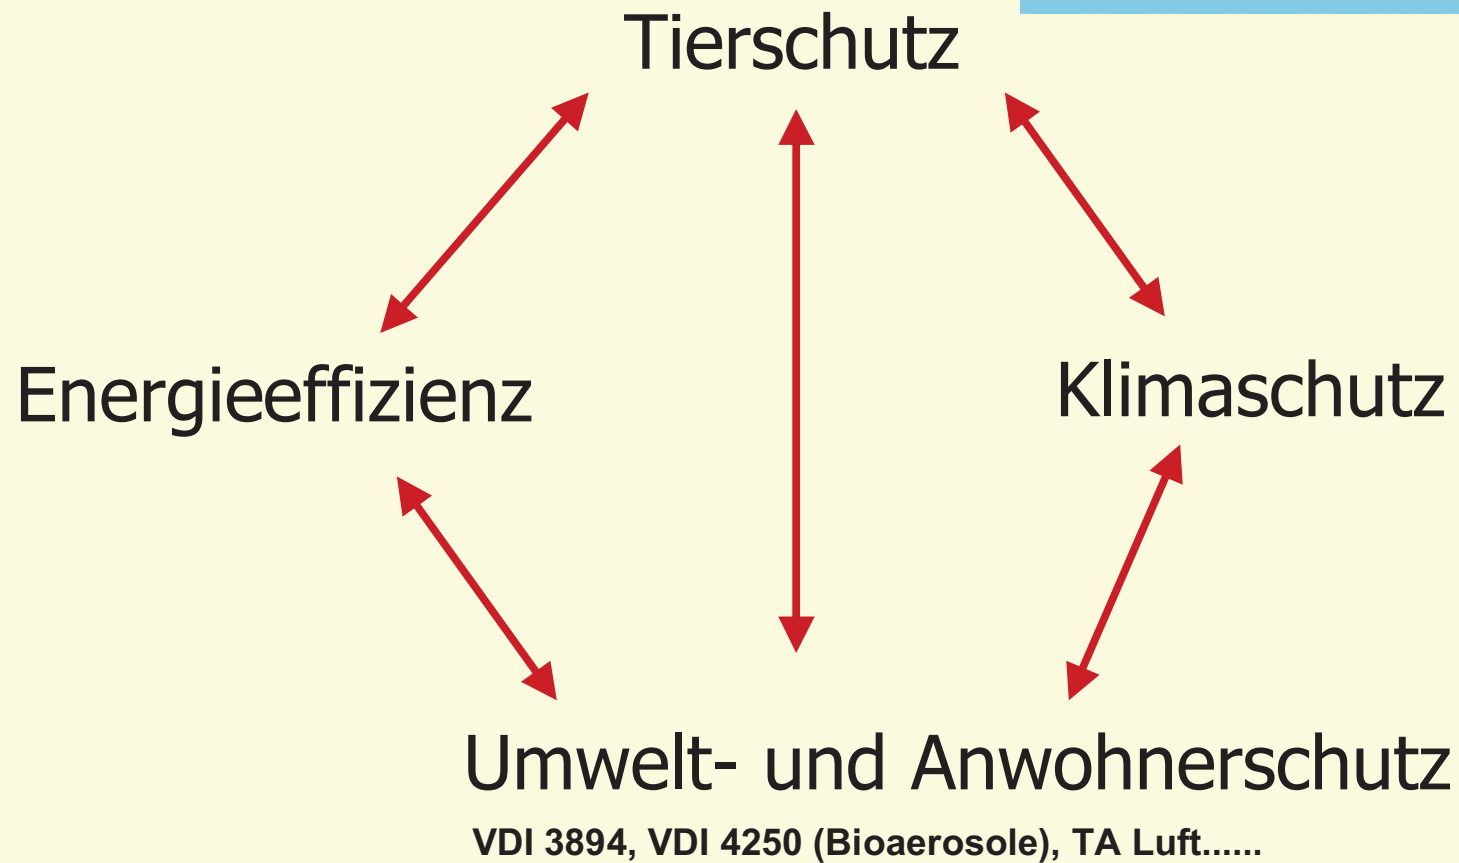 Tierschutz
Energieeffizienz
Klimaschutz
Umwelt- und Anwohnerschutz
VDI 3894, VDI 4250 (Bioaerosole), TA Luft......